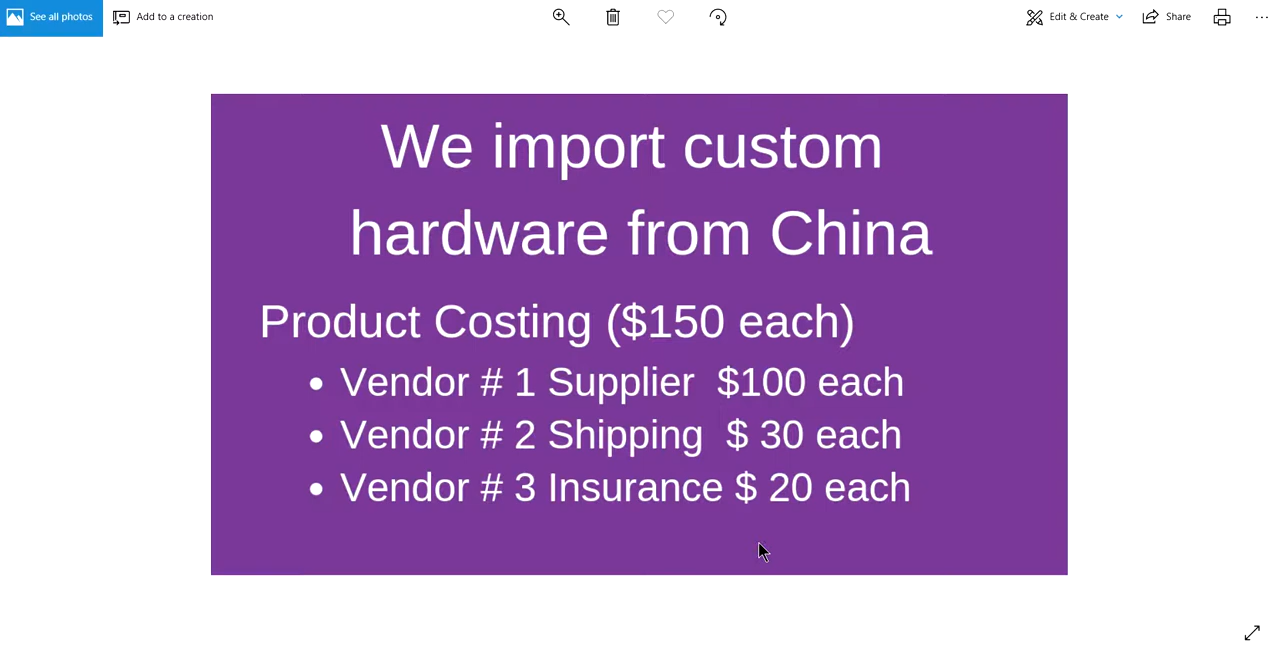 See all photos
Add to a creation
Edit & Create
Share
We import custom
hardware from China
Product Costing ($150 each)
• Vendor # 1 Supplier  $100 each
• Vendor # 2 Shipping  $ 30 each
• Vendor # 3 Insurance $ 20 each